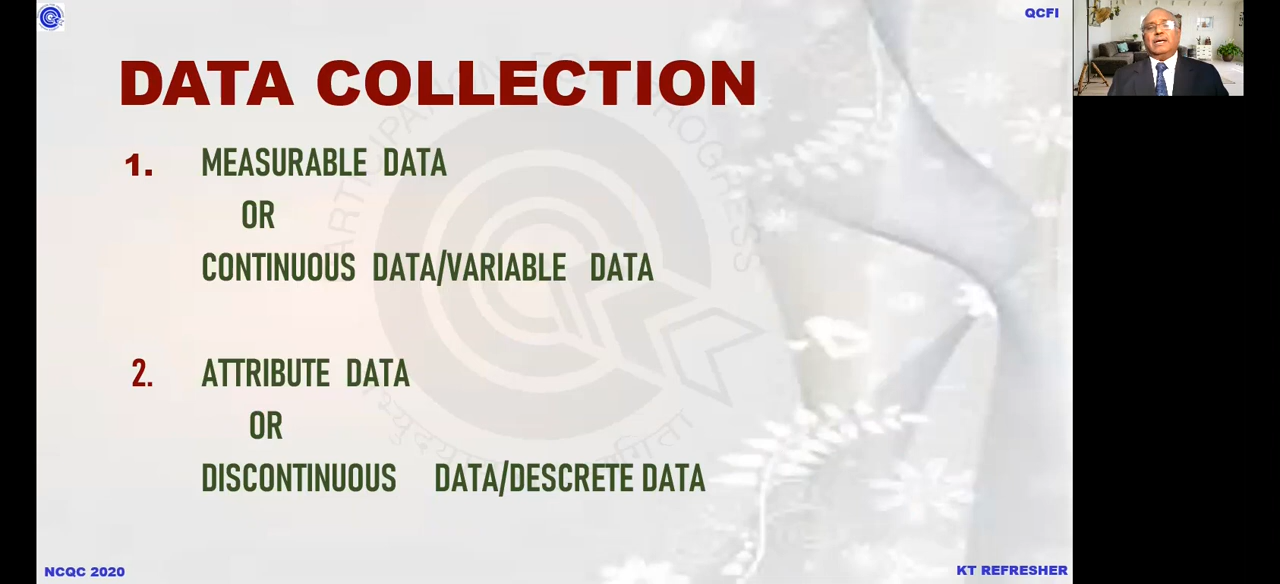 QCFI
DATA COLLECTION
1. MEASURABLE DATA
OR
CONTINUOUS DATA/VARIABLE DATA
2. ATTRIBUTE DATA
OR
DISCONTINUOUS DATA/DESCRETE DATA
NCQC 2020
KT REFRESHER